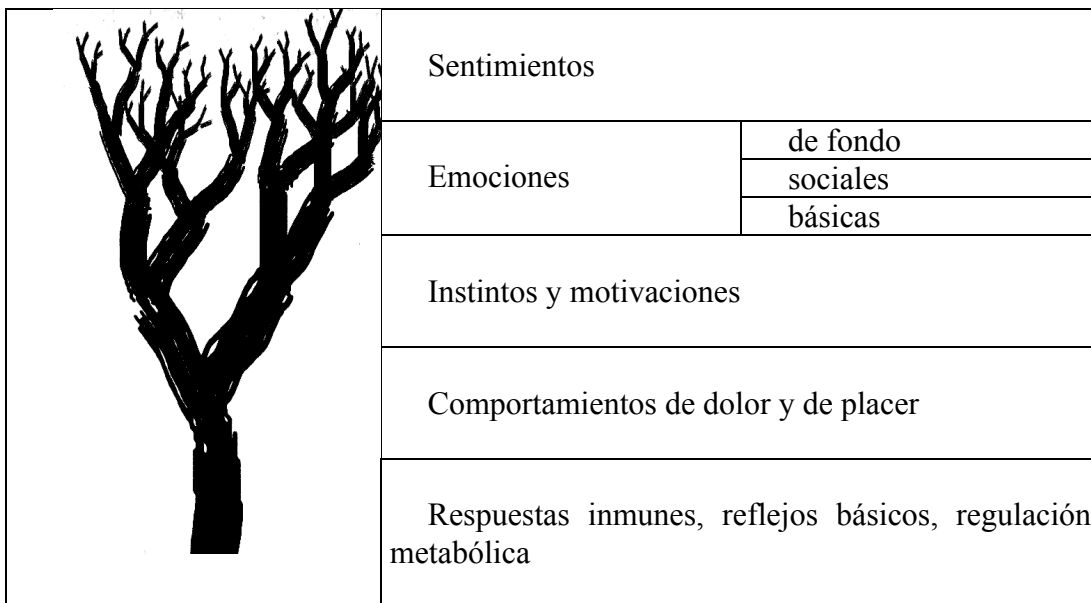 Sentimientos
Emociones
de fondo
sociales
básicas
Instintos y motivaciones
Comportamientos de dolor y de placer
Respuestas inmunes, reflejos básicos, regulación
metabólica